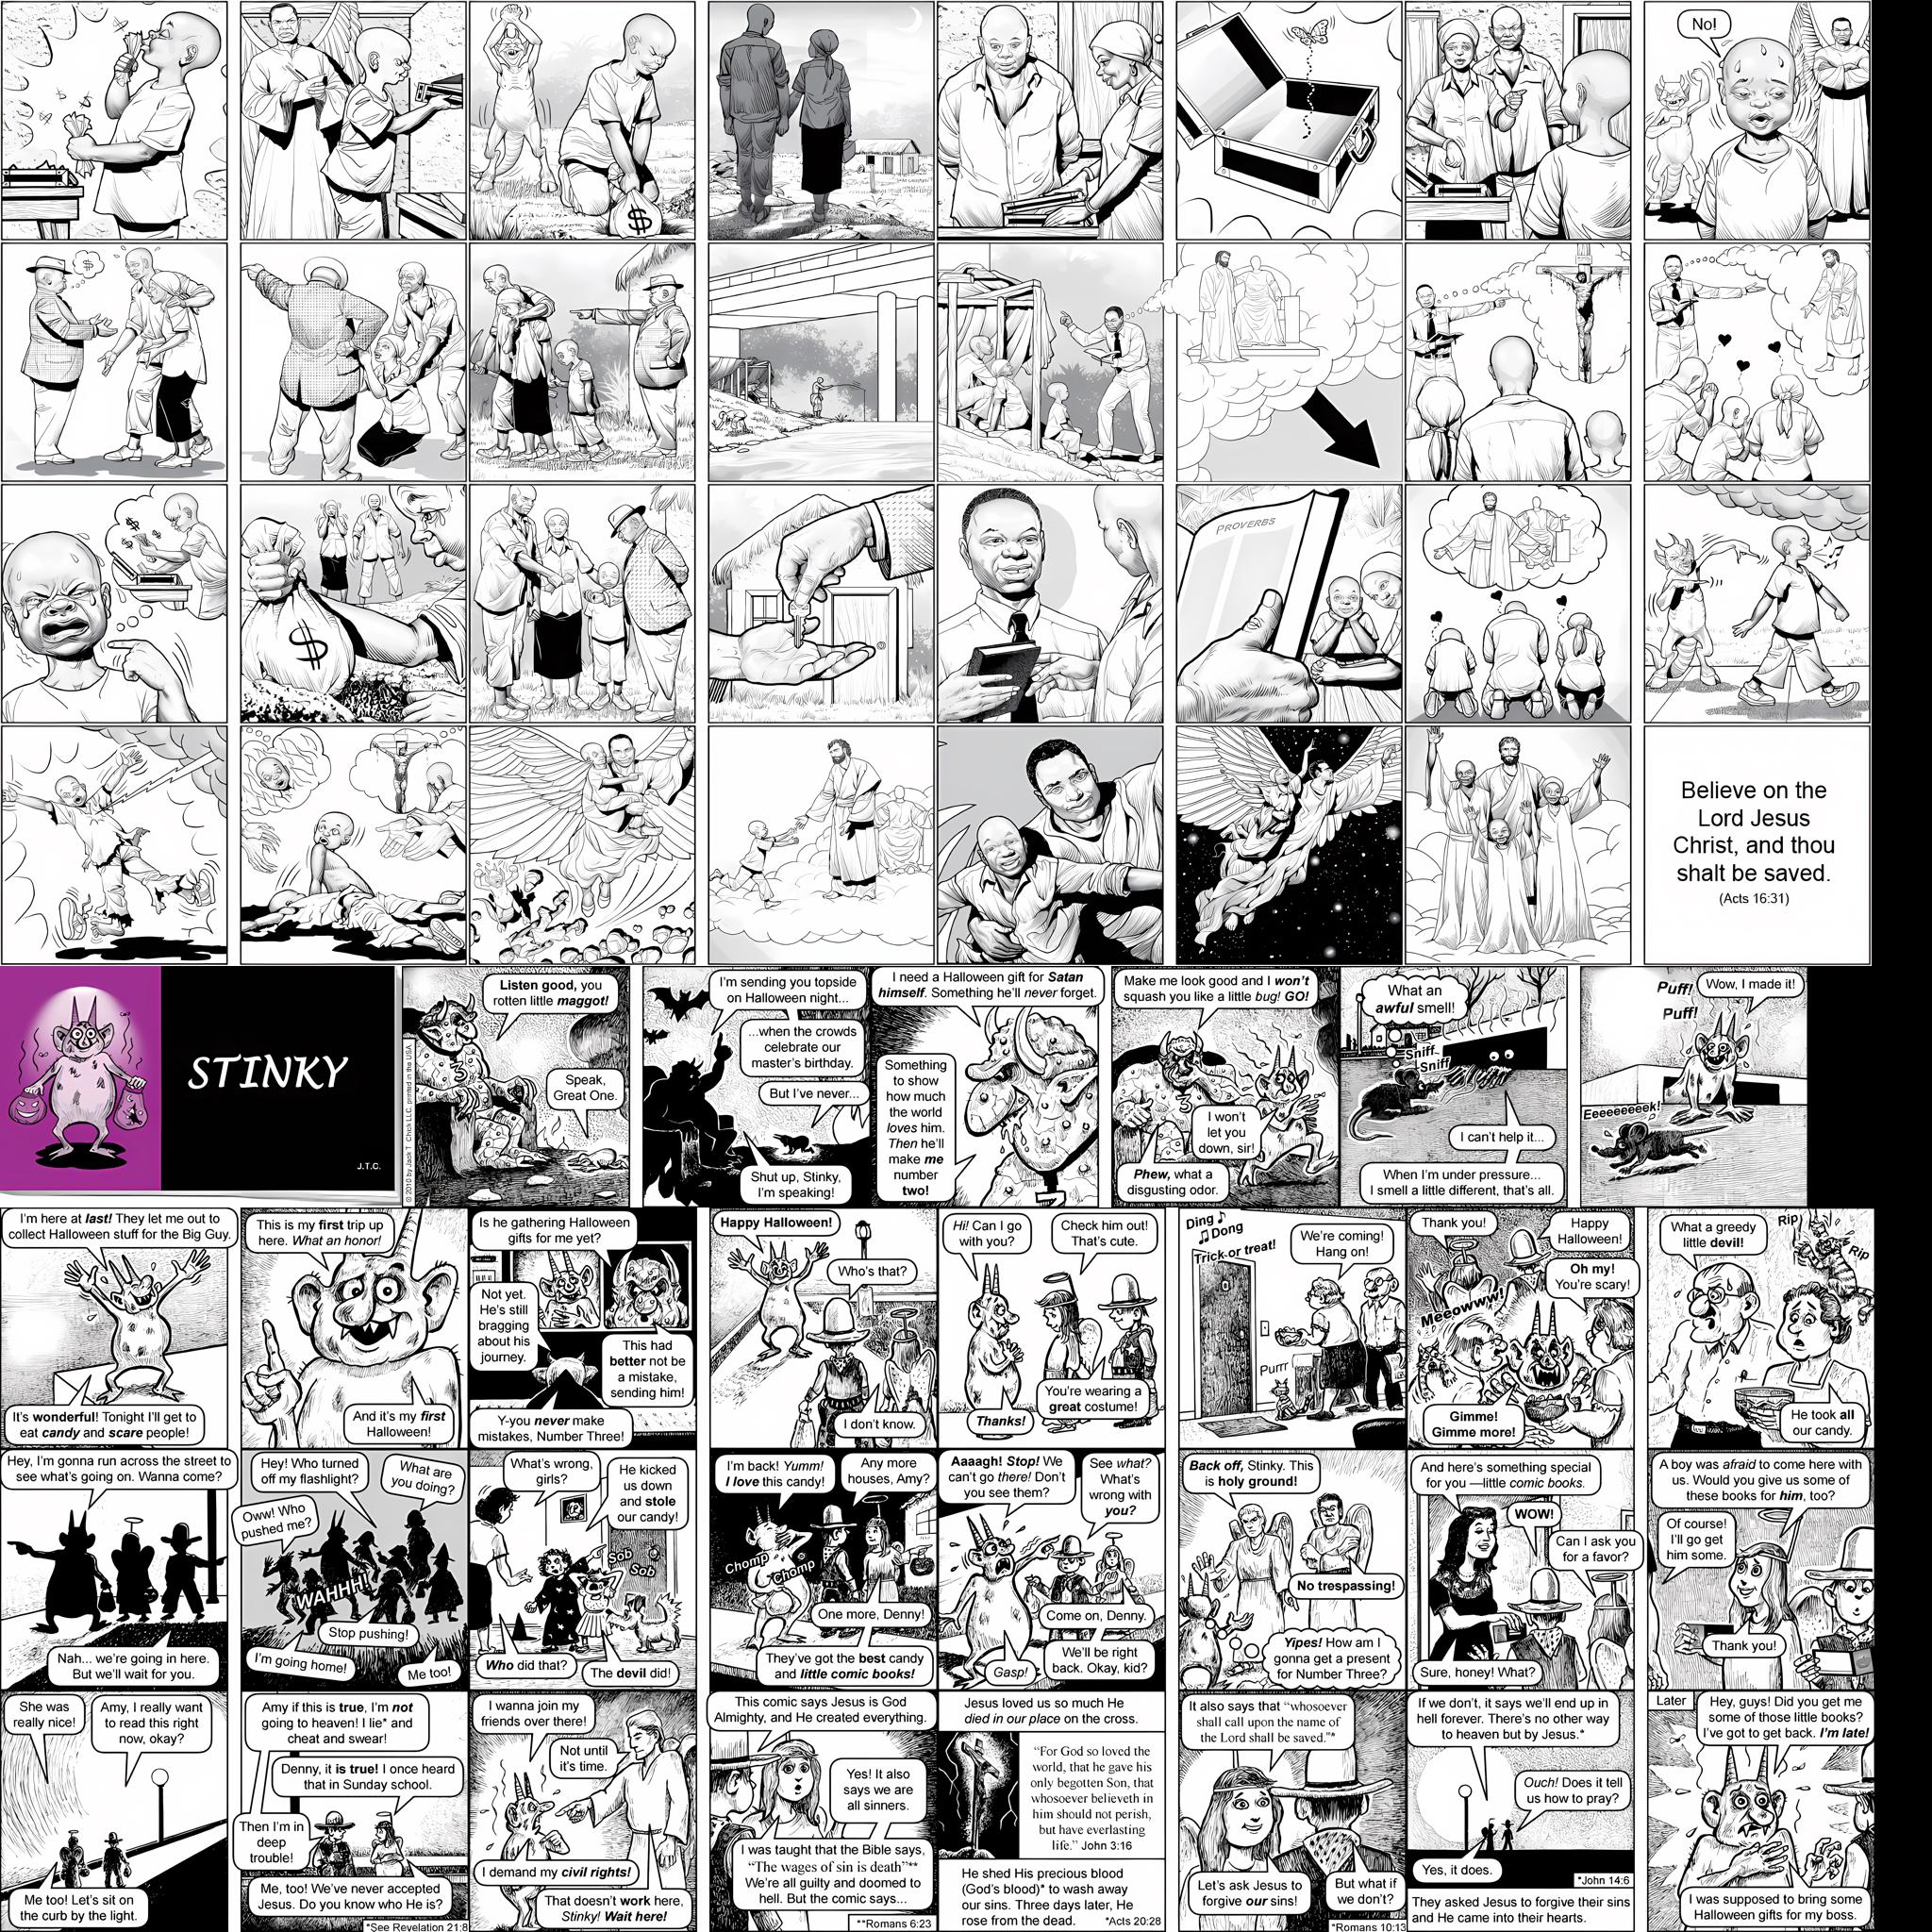 No!
$
$
$
$
PROVERBS
Believe on the
Lord Jesus
Christ, and thou
shalt be saved.
(Acts 16:31)
STINKY
J.T.C.
© 2010 by Jack T. Chick LLC. printed in the USA
Listen good, you
rotten little maggot!
Speak,
Great One.
3
I'm sending you topside
on Halloween night...
...when the crowds
celebrate our
master's birthday.
But I've never...
Shut up, Stinky,
I'm speaking!
I need a Halloween gift for Satan
himself. Something he'll never forget.
Something
to show
how much
the world
loves him.
Then he'll
make me
number
two!
Make me look good and I won't
squash you like a little bug! GO!
3
I won't
let you
down, sir!
Phew, what a
disgusting odor.
What an
awful smell!
Sniff
Sniff
I can't help it...
When I'm under pressure...
I smell a little different, that's all.
Puff!
Puff!
Wow, I made it!
Eeeeeeeeek!
I'm here at last! They let me out to
collect Halloween stuff for the Big Guy.
It's wonderful! Tonight I'll get to
eat candy and scare people!
This is my first trip up
here. What an honor!
And it's my first
Halloween!
Is he gathering Halloween
gifts for me yet?
Not yet.
He's still
bragging
about his
journey.
This had
better not be
a mistake,
sending him!
Y-you never make
mistakes, Number Three!
Happy Halloween!
Who's that?
I don't know.
Hi! Can I go
with you?
Check him out!
That's cute.
You're wearing a
great costume!
Thanks!
Ding ♪
♫ Dong
Trick or treat!
We're coming!
Hang on!
Purrr
Thank you!
Happy
Halloween!
Oh my!
You're scary!
Meeowww!
Gimme!
Gimme more!
What a greedy
little devil!
Rip
Rip
He took all
our candy.
Hey, I'm gonna run across the street to
see what's going on. Wanna come?
Nah... we're going in here.
But we'll wait for you.
Hey! Who turned
off my flashlight?
What are
you doing?
Oww! Who
pushed me?
WAHHH!
Stop pushing!
I'm going home!
Me too!
What's wrong,
girls?
He kicked
us down
and stole
our candy!
Sob
Sob
Who did that?
The devil did!
I'm back! Yumm!
I love this candy!
Any more
houses, Amy?
Chomp
Chomp
One more, Denny!
They've got the best candy
and little comic books!
Aaaagh! Stop! We
can't go there! Don't
you see them?
See what?
What's
wrong with
you?
Come on, Denny.
We'll be right
back. Okay, kid?
Gasp!
Back off, Stinky. This
is holy ground!
No trespassing!
Yipes! How am I
gonna get a present
for Number Three?
And here's something special
for you —little comic books.
WOW!
Can I ask you
for a favor?
Sure, honey! What?
A boy was afraid to come here with
us. Would you give us some of
these books for him, too?
Of course!
I'll go get
him some.
Thank you!
She was
really nice!
Amy, I really want
to read this right
now, okay?
Me too! Let's sit on
the curb by the light.
Amy if this is true, I'm not
going to heaven! I lie* and
cheat and swear!
Denny, it is true! I once heard
that in Sunday school.
Then I'm in
deep
trouble!
Me, too! We've never accepted
Jesus. Do you know who He is?
*See Revelation 21:8
I wanna join my
friends over there!
Not until
it's time.
I demand my civil rights!
That doesn't work here,
Stinky! Wait here!
This comic says Jesus is God
Almighty, and He created everything.
Yes! It also
says we are
all sinners.
I was taught that the Bible says,
"The wages of sin is death"**
We're all guilty and doomed to
hell. But the comic says...
**Romans 6:23
Jesus loved us so much He
died in our place on the cross.
"For God so loved the
world, that he gave his
only begotten Son, that
whosoever believeth in
him should not perish,
but have everlasting
life." John 3:16
He shed His precious blood
(God's blood)* to wash away
our sins. Three days later, He
rose from the dead.
*Acts 20:28
It also says that "whosoever
shall call upon the name of
the Lord shall be saved."*
Let's ask Jesus to
forgive our sins!
But what if
we don't?
*Romans 10:13
If we don't, it says we'll end up in
hell forever. There's no other way
to heaven but by Jesus.*
Ouch! Does it tell
us how to pray?
Yes, it does.
*John 14:6
They asked Jesus to forgive their sins
and He came into their hearts.
Later
Hey, guys! Did you get me
some of those little books?
I've got to get back. I'm late!
I was supposed to bring some
Halloween gifts for my boss.